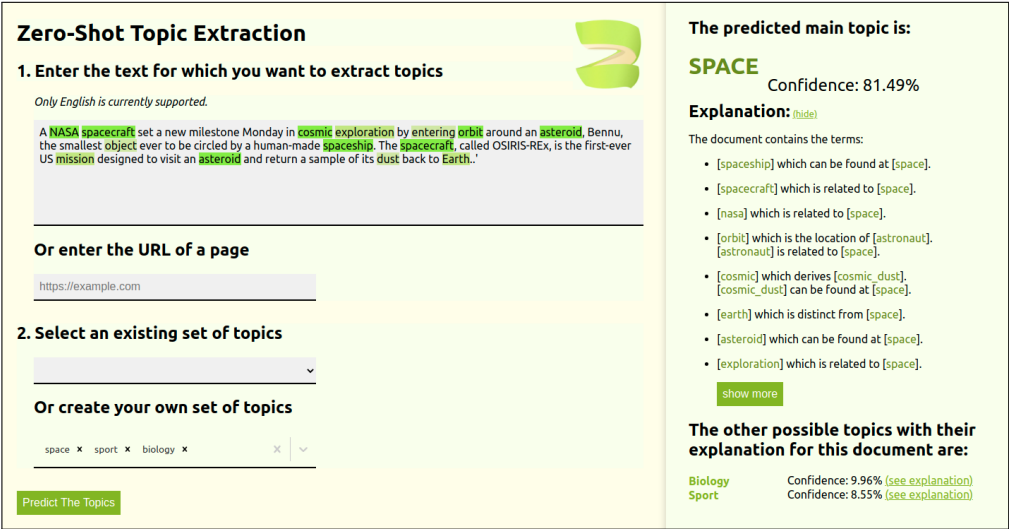 Zero-Shot Topic Extraction
1. Enter the text for which you want to extract topics
Only English is currently supported.
A NASA spacecraft set a new milestone Monday in cosmic exploration by entering orbit around an asteroid, Bennu,
the smallest object ever to be circled by a human-made spaceship. The spacecraft, called OSIRIS-REx, is the first-ever
US mission designed to visit an asteroid and return a sample of its dust back to Earth..'
Or enter the URL of a page
https://example.com
2. Select an existing set of topics
Or create your own set of topics
space x sport x biology x
x
Predict The Topics
The predicted main topic is:
SPACE
Confidence: 81.49%
Explanation: (hide)
The document contains the terms:
• [spaceship] which can be found at [space].
• [spacecraft] which is related to [space].
• [nasa] which is related to [space].
• [orbit] which is the location of [astronaut].
[astronaut] is related to [space].
• [cosmic] which derives [cosmic_dust].
[cosmic_dust] can be found at [space].
• [earth] which is distinct from [space].
• [asteroid] which can be found at [space].
• [exploration] which is related to [space].
show more
The other possible topics with their
explanation for this document are:
Biology Confidence: 9.96% (see explanation)
Sport Confidence: 8.55% (see explanation)